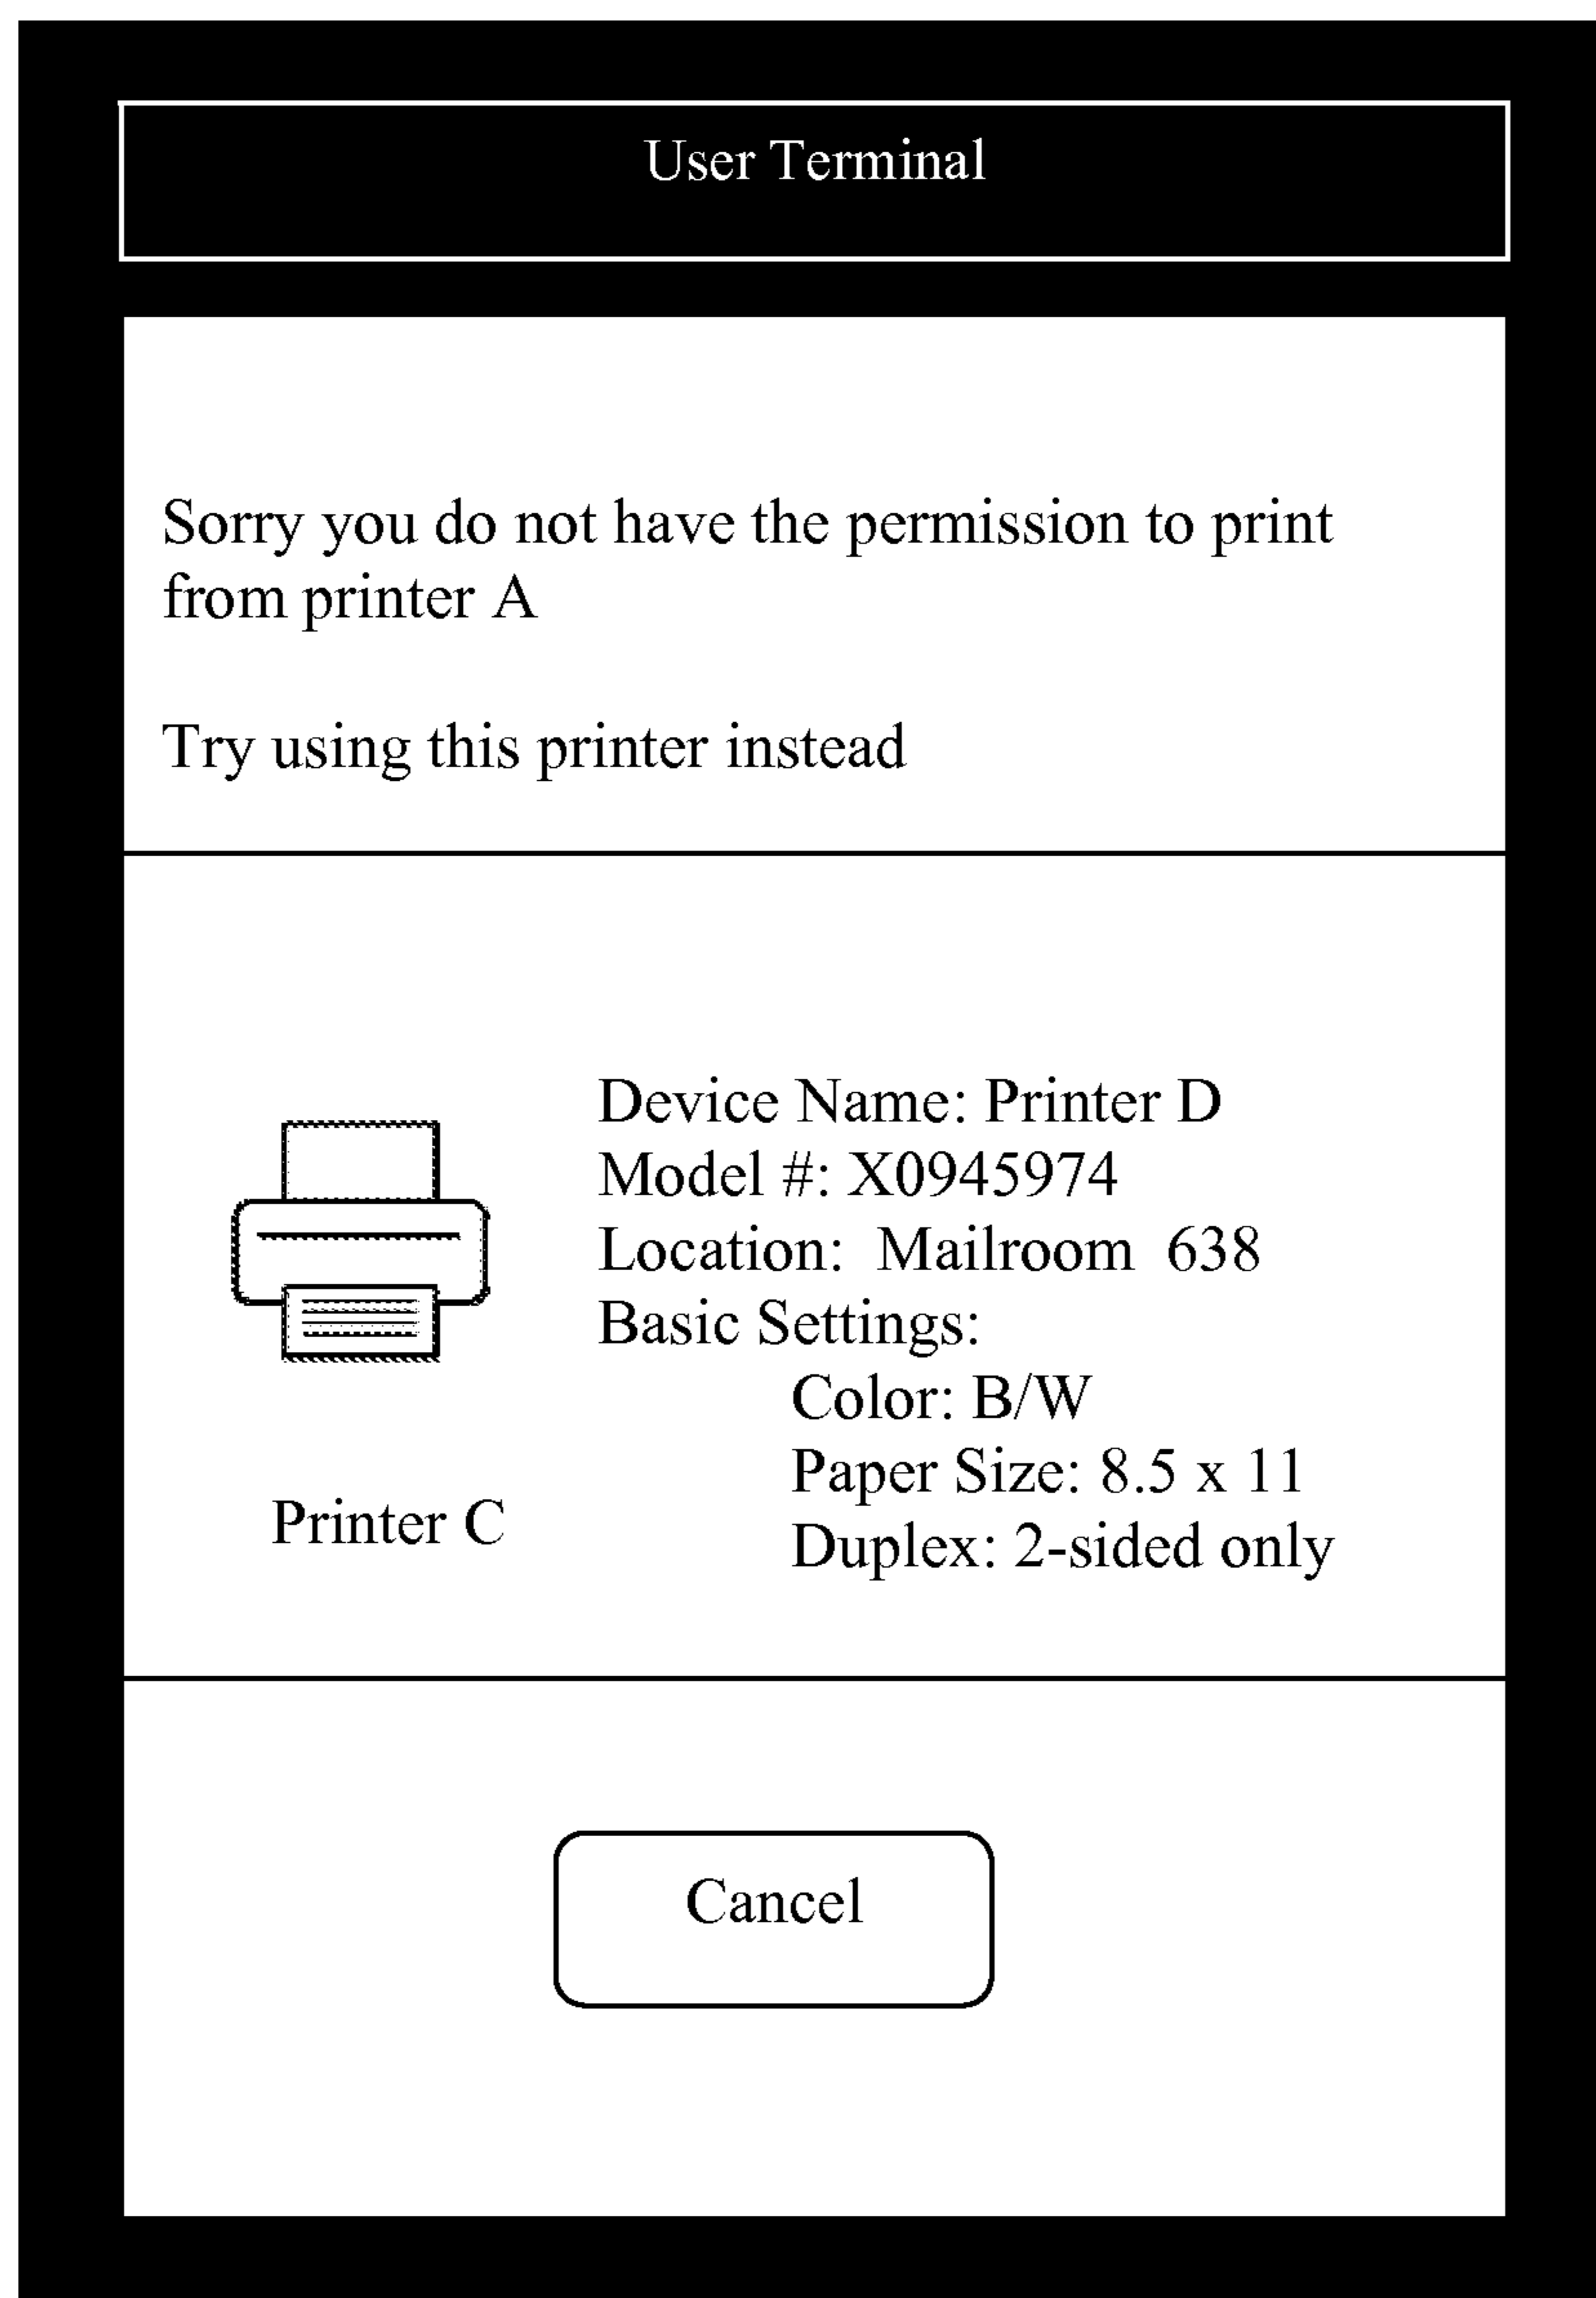 User Terminal
Sorry you do not have the permission to print
from printer A
Try using this printer instead
Device Name: Printer D
Model #: X0945974
Location: Mailroom 638
Basic Settings:
Color: B/W
Paper Size: 8.5 x 11
Duplex: 2-sided only
Printer C
Cancel